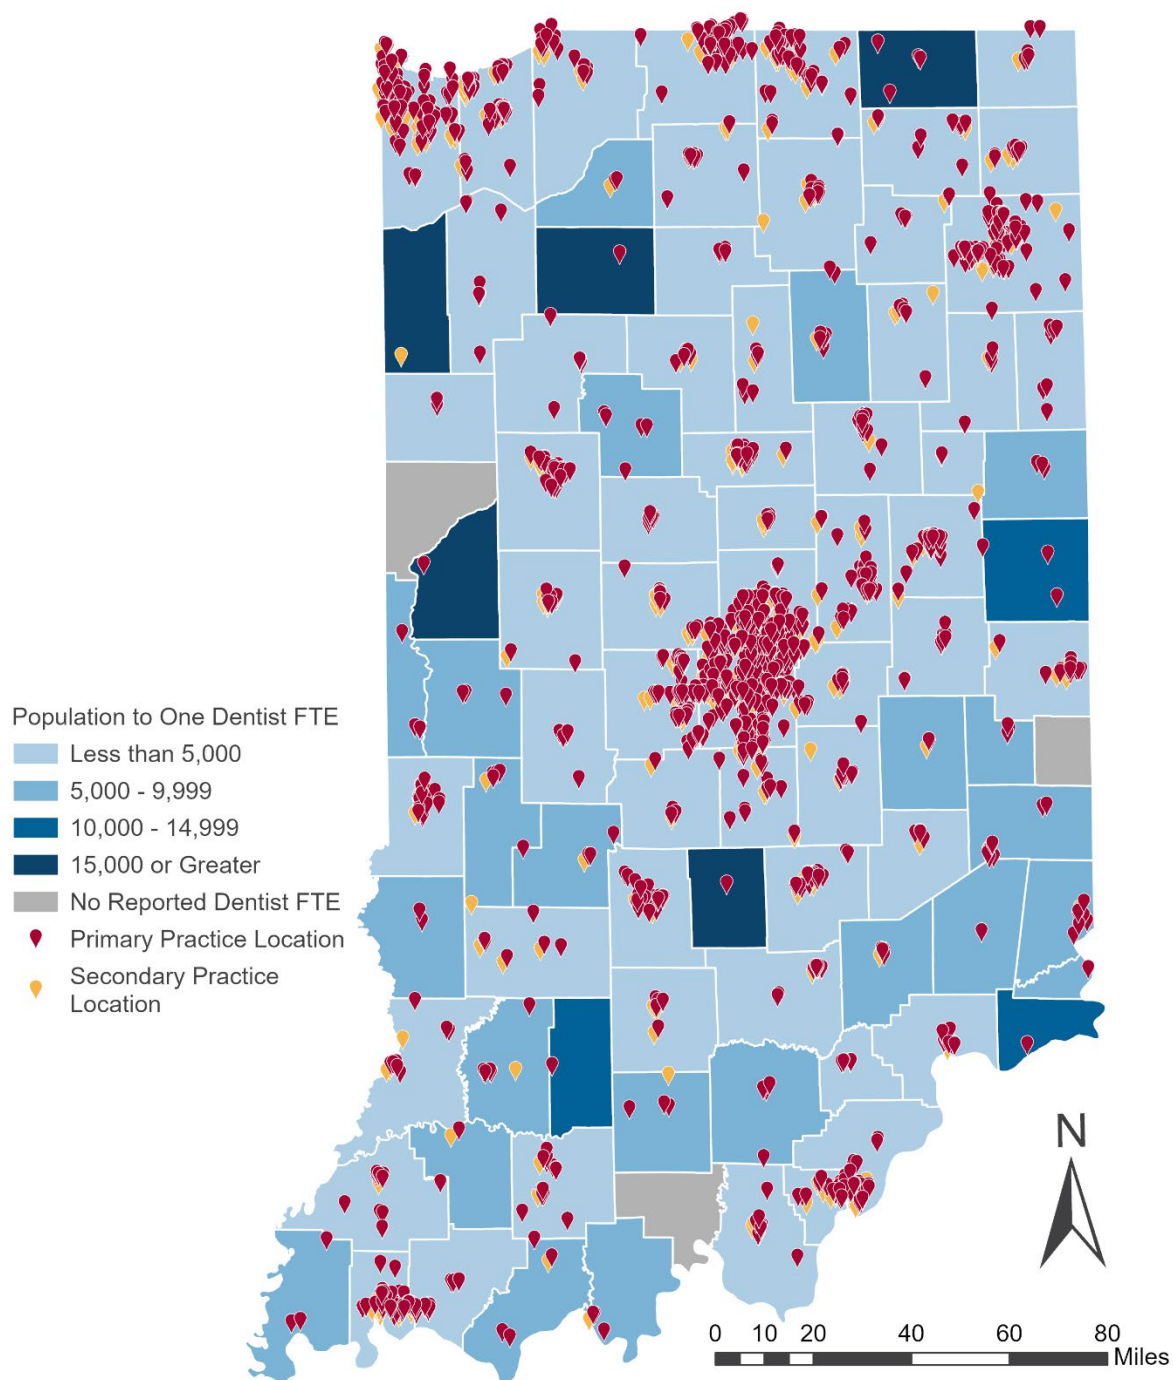 Population to One Dentist FTE
Less than 5,000
5,000 - 9,999
10,000 - 14,999
15,000 or Greater
No Reported Dentist FTE
Primary Practice Location
Secondary Practice
Location
N
0 10 20 40 60 80
Miles